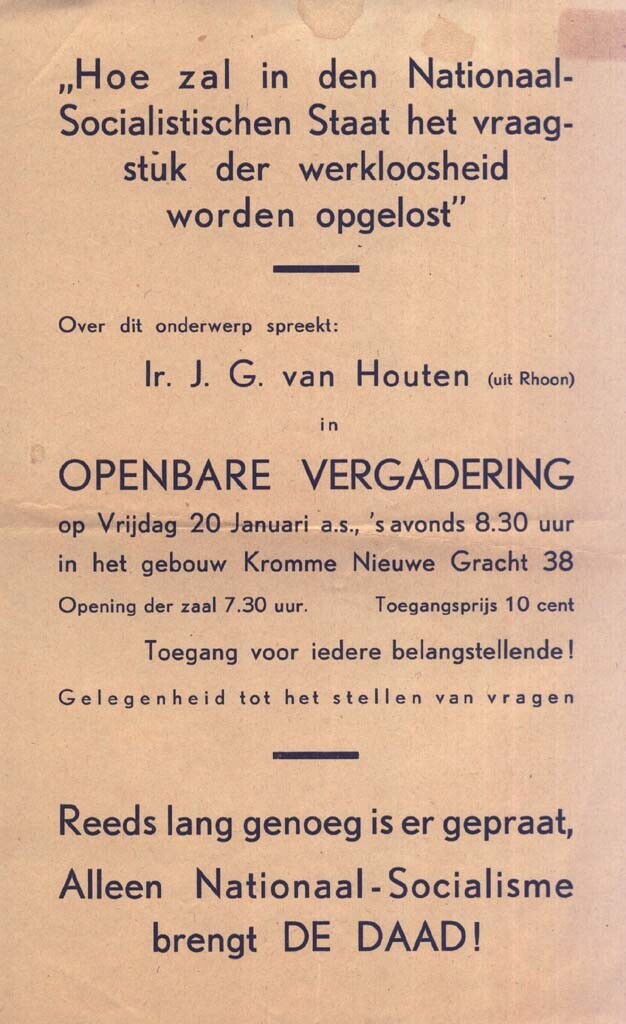 „Hoe zal in den Nationaal-
Socialistischen Staat het vraag-
stuk der werkloosheid
worden opgelost”
Over dit onderwerp spreekt:
Ir. J. G. van Houten (uit Rhoon)
in
OPENBARE VERGADERING
op Vrijdag 20 Januari a.s., 's avonds 8.30 uur
in het gebouw Kromme Nieuwe Gracht 38
Opening der zaal 7.30 uur. Toegangsprijs 10 cent
Toegang voor iedere belangstellende!
Gelegenheid tot het stellen van vragen
Reeds lang genoeg is er gepraat,
Alleen Nationaal-Socialisme
brengt DE DAAD!